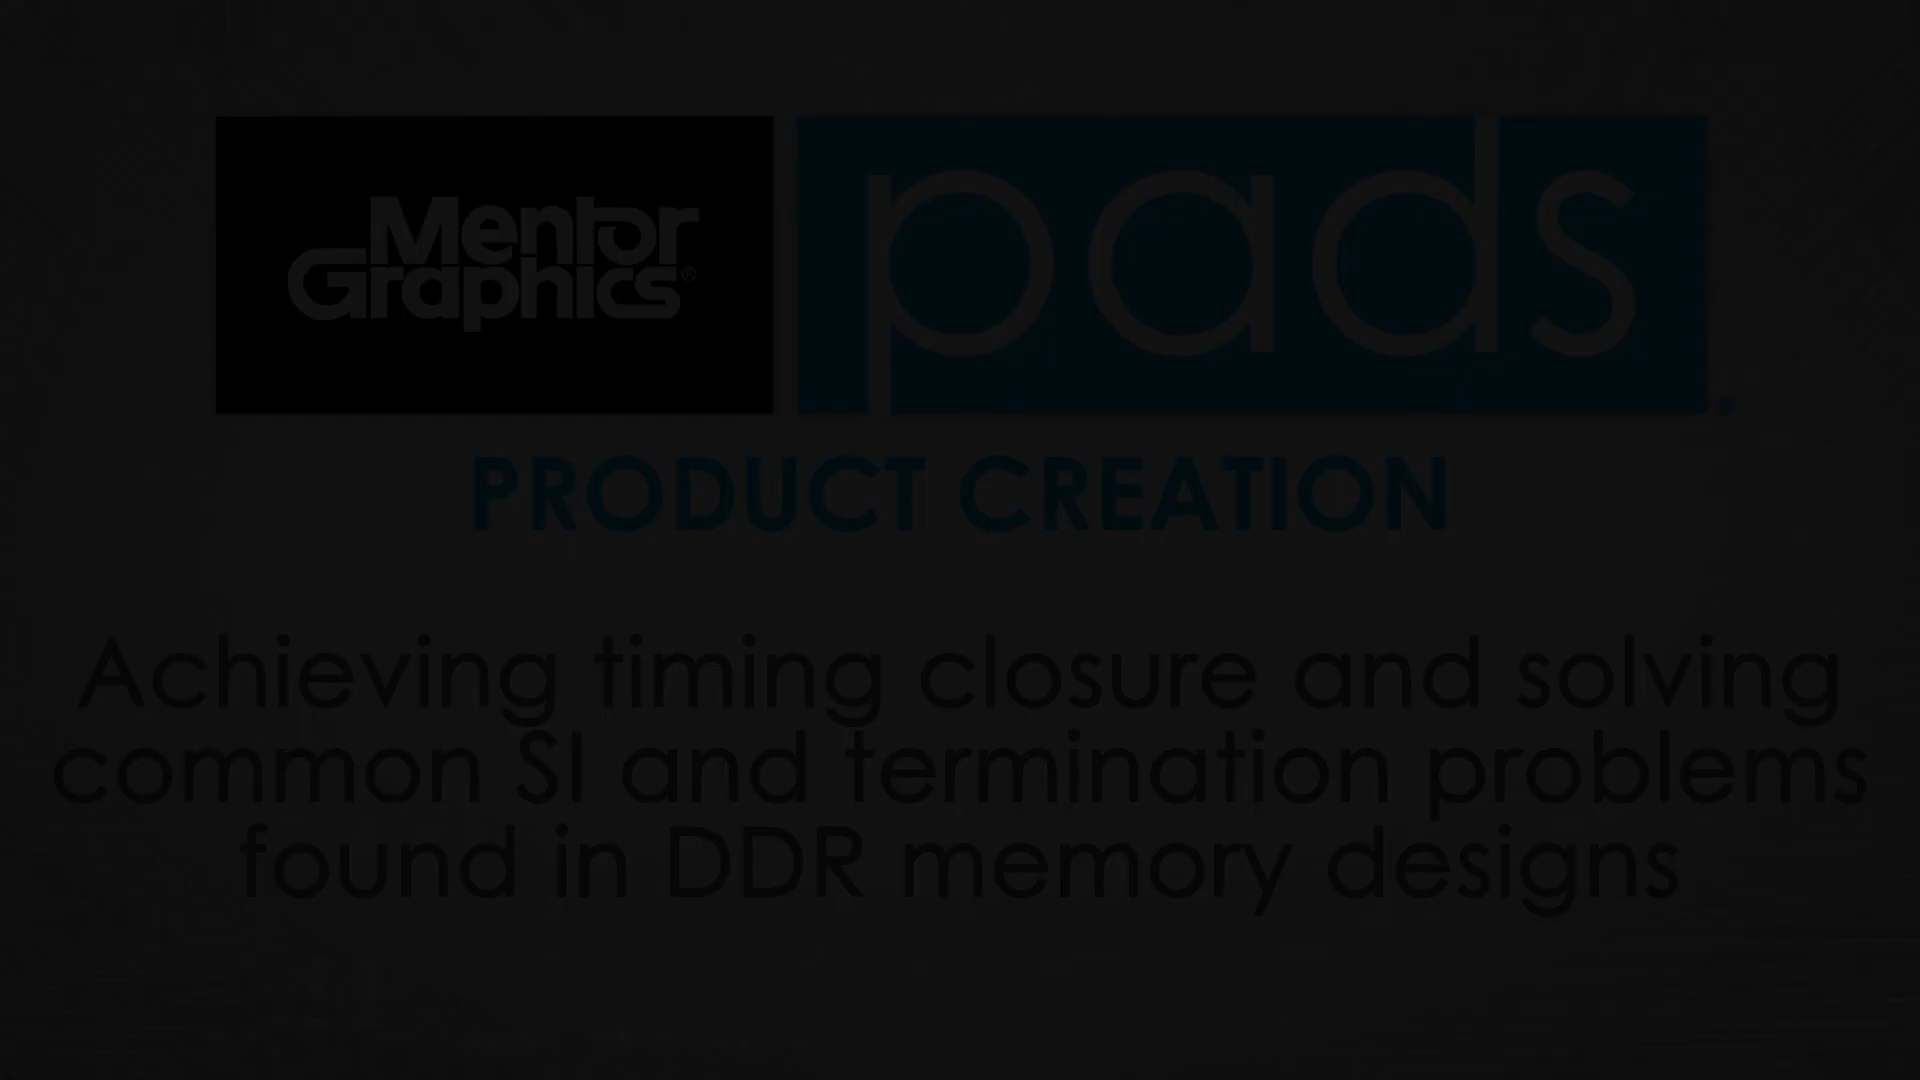 Mentor
Graphics®
pads
PRODUCT CREATION
Achieving timing closure and solving
common SI and termination problems
found in DDR memory designs